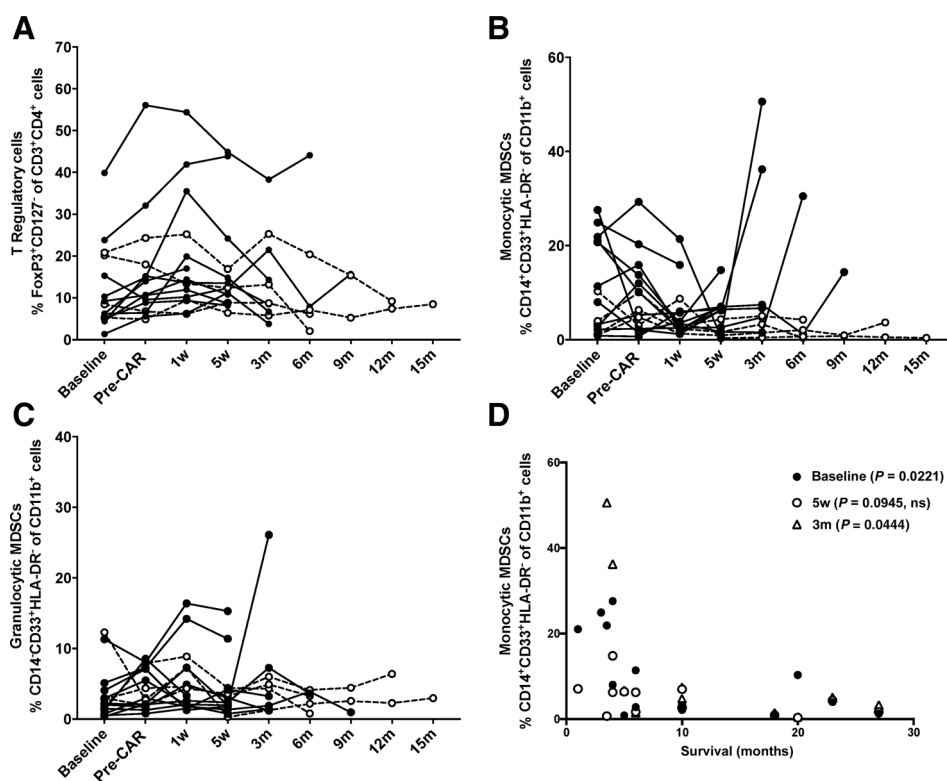 A
T Regulatory cells
% FoxP3⁺CD127⁻ of CD3⁺CD4⁺ cells
70
60
50
40
30
20
10
0
Baseline
Pre-CAR
1w
5w
3m
6m
9m
12m
15m
B
Monocytic MDSCs
% CD14⁺CD33⁺HLA-DR⁻ of CD11b⁺ cells
60
40
20
0
Baseline
Pre-CAR
1w
5w
3m
6m
9m
12m
15m
C
Granulocytic MDSCs
% CD14⁻CD33⁺HLA-DR⁻ of CD11b⁺ cells
40
30
20
10
0
Baseline
Pre-CAR
1w
5w
3m
6m
9m
12m
15m
D
Monocytic MDSCs
% CD14⁺CD33⁺HLA-DR⁻ of CD11b⁺ cells
60
40
20
0
Baseline (P = 0.0221)
5w (P = 0.0945, ns)
3m (P = 0.0444)
0
10
20
30
Survival (months)